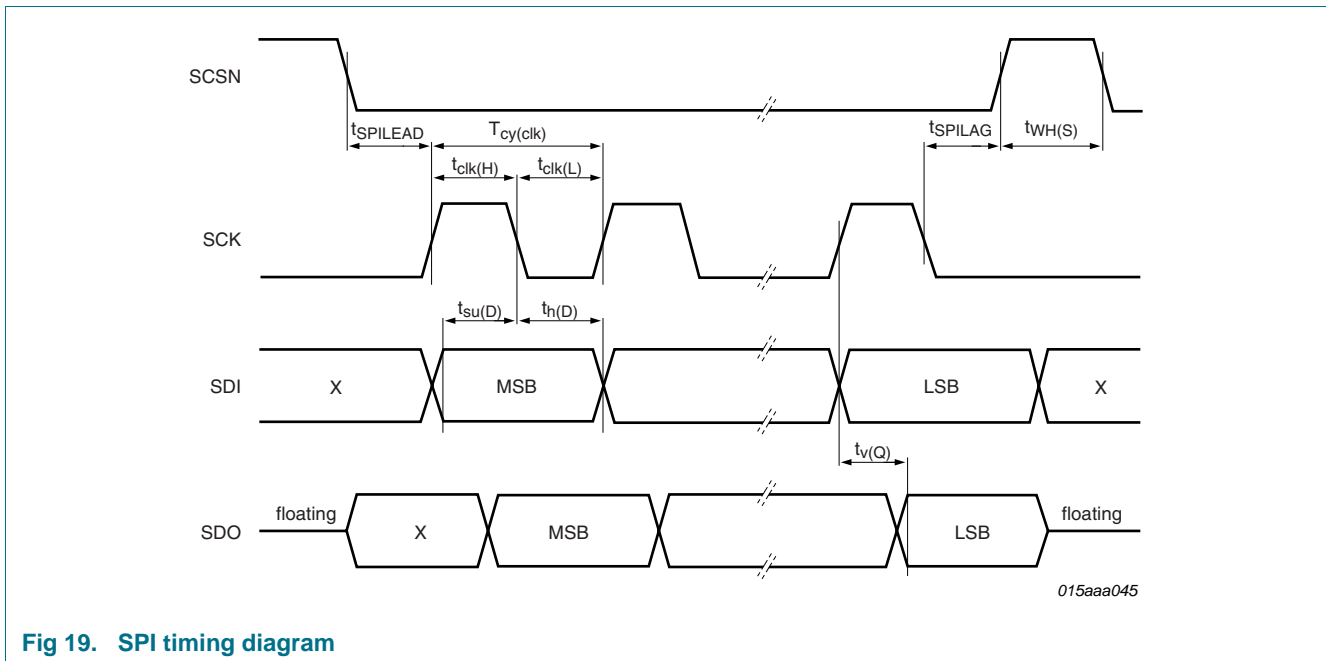 SCSN
tSPILEAD
Tcy(clk)
tSPILAG
tWH(S)
tclk(H)
tclk(L)
SCK
tsu(D)
th(D)
SDI
X
MSB
LSB
X
tv(Q)
SDO
floating
X
MSB
LSB
floating
015aaa045
Fig 19. SPI timing diagram